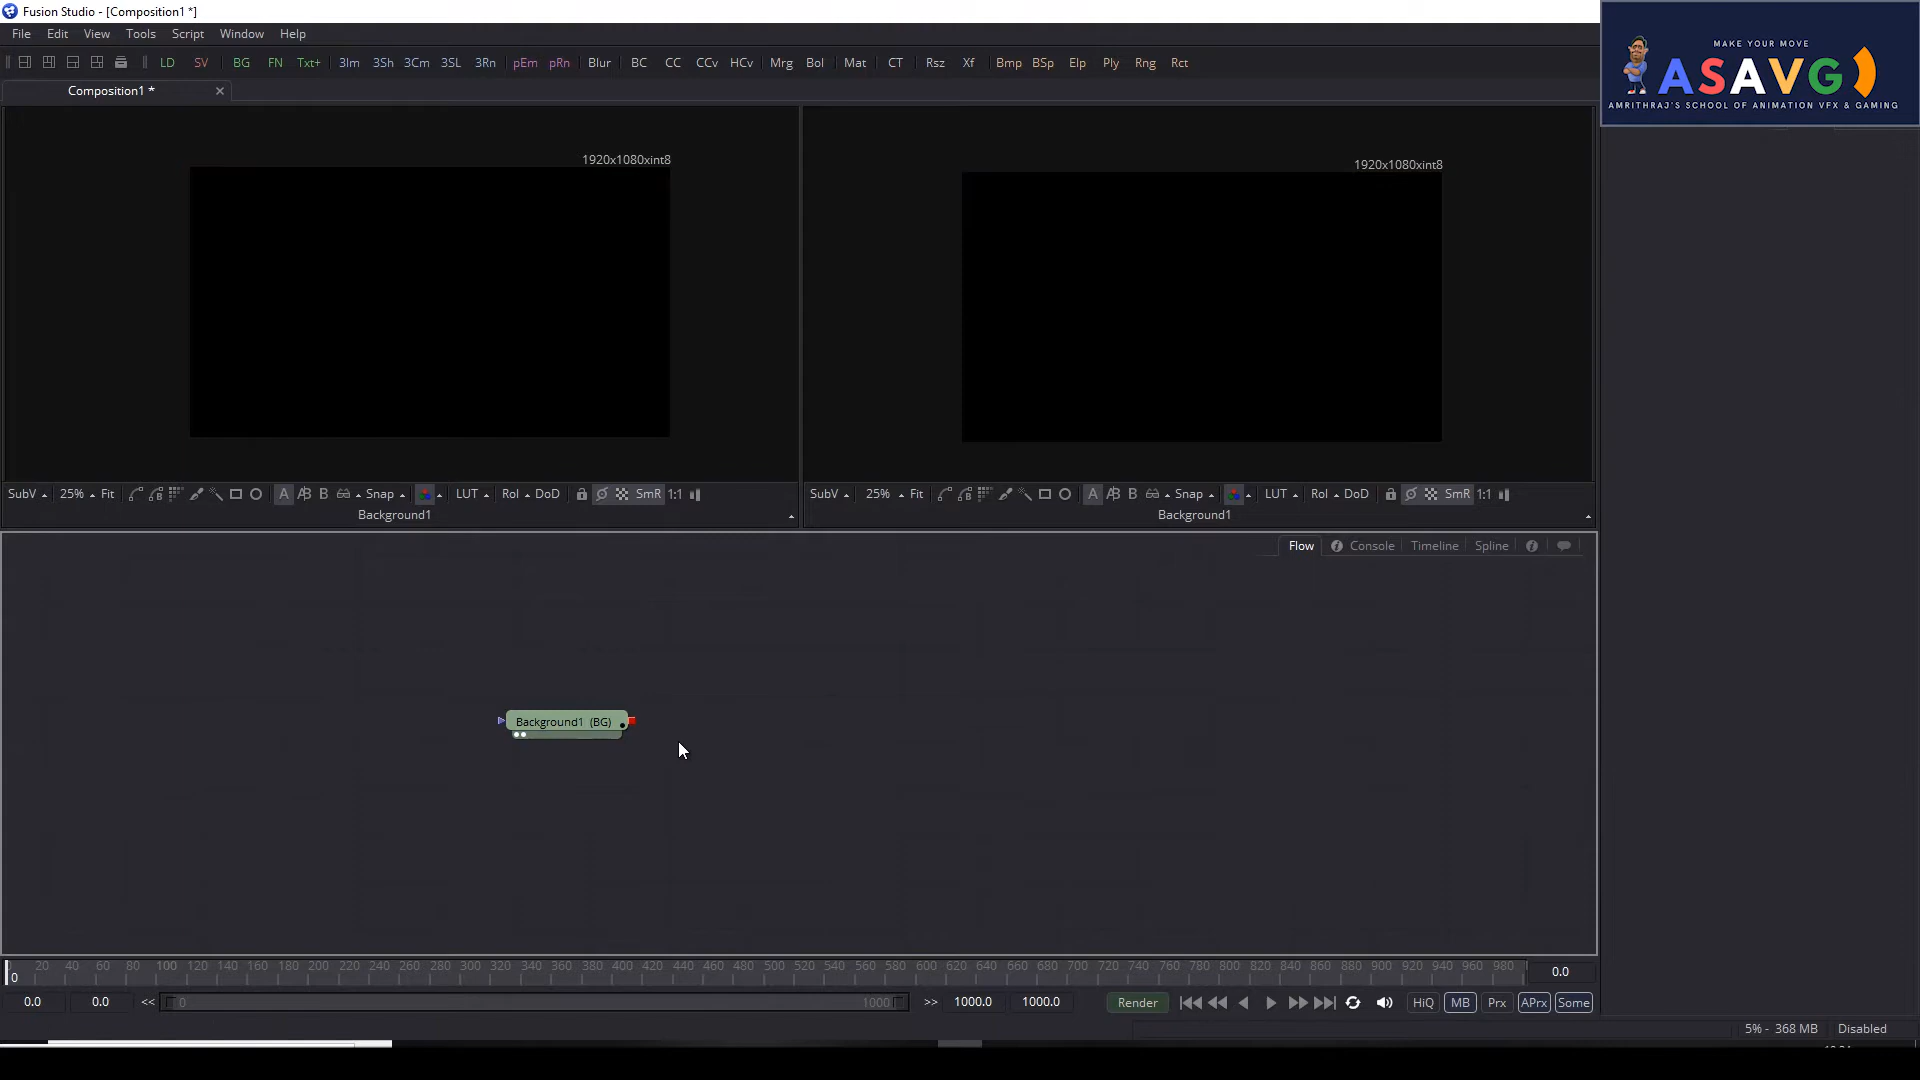 Fusion Studio - [Composition1 *]
File Edit View Tools Script Window Help
LD SV BG FN Txt+ 3Im 3Sh 3Cm 3SL 3Rn pEm pRn Blur BC CC CCv HCv Mrg Bol Mat CT Rsz Xf Bmp BSp Elp Ply Rng Rct
MAKE YOUR MOVE
ASAVG
AMRITHRAJ'S SCHOOL OF ANIMATION VFX & GAMING
Composition1 *
1920x1080xint8
1920x1080xint8
SubV 25% Fit A B Snap LUT RoI DoD SmR 1:1
Background1
SubV 25% Fit A B Snap LUT RoI DoD SmR 1:1
Background1
Flow Console Timeline Spline
Background1 (BG)
0 20 40 60 80 100 120 140 160 180 200 220 240 260 280 300 320 340 360 380 400 420 440 460 480 500 520 540 560 580 600 620 640 660 680 700 720 740 760 780 800 820 840 860 880 900 920 940 960 980
0.0
0.0 0.0 << 0 1000 >> 1000.0 1000.0 Render HiQ MB Prx APrx Some
5% - 368 MB Disabled